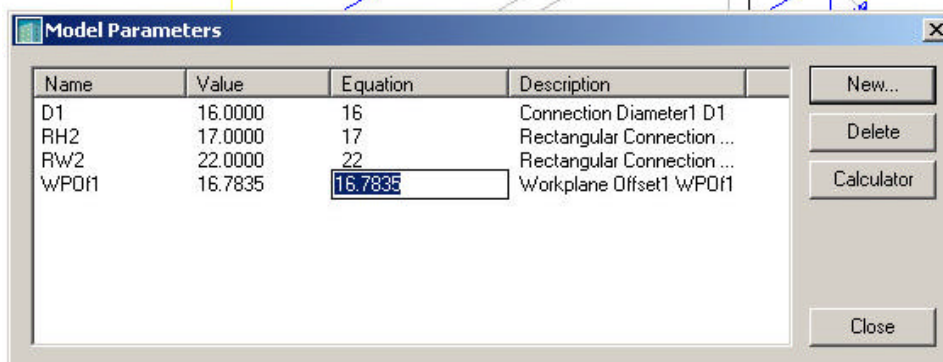 Model Parameters
Name Value Equation Description
D1 16.0000 16 Connection Diameter1 D1
RH2 17.0000 17 Rectangular Connection ...
RW2 22.0000 22 Rectangular Connection ...
WPOf1 16.7835 16.7835 Workplane Offset1 WPOf1
New...
Delete
Calculator
Close